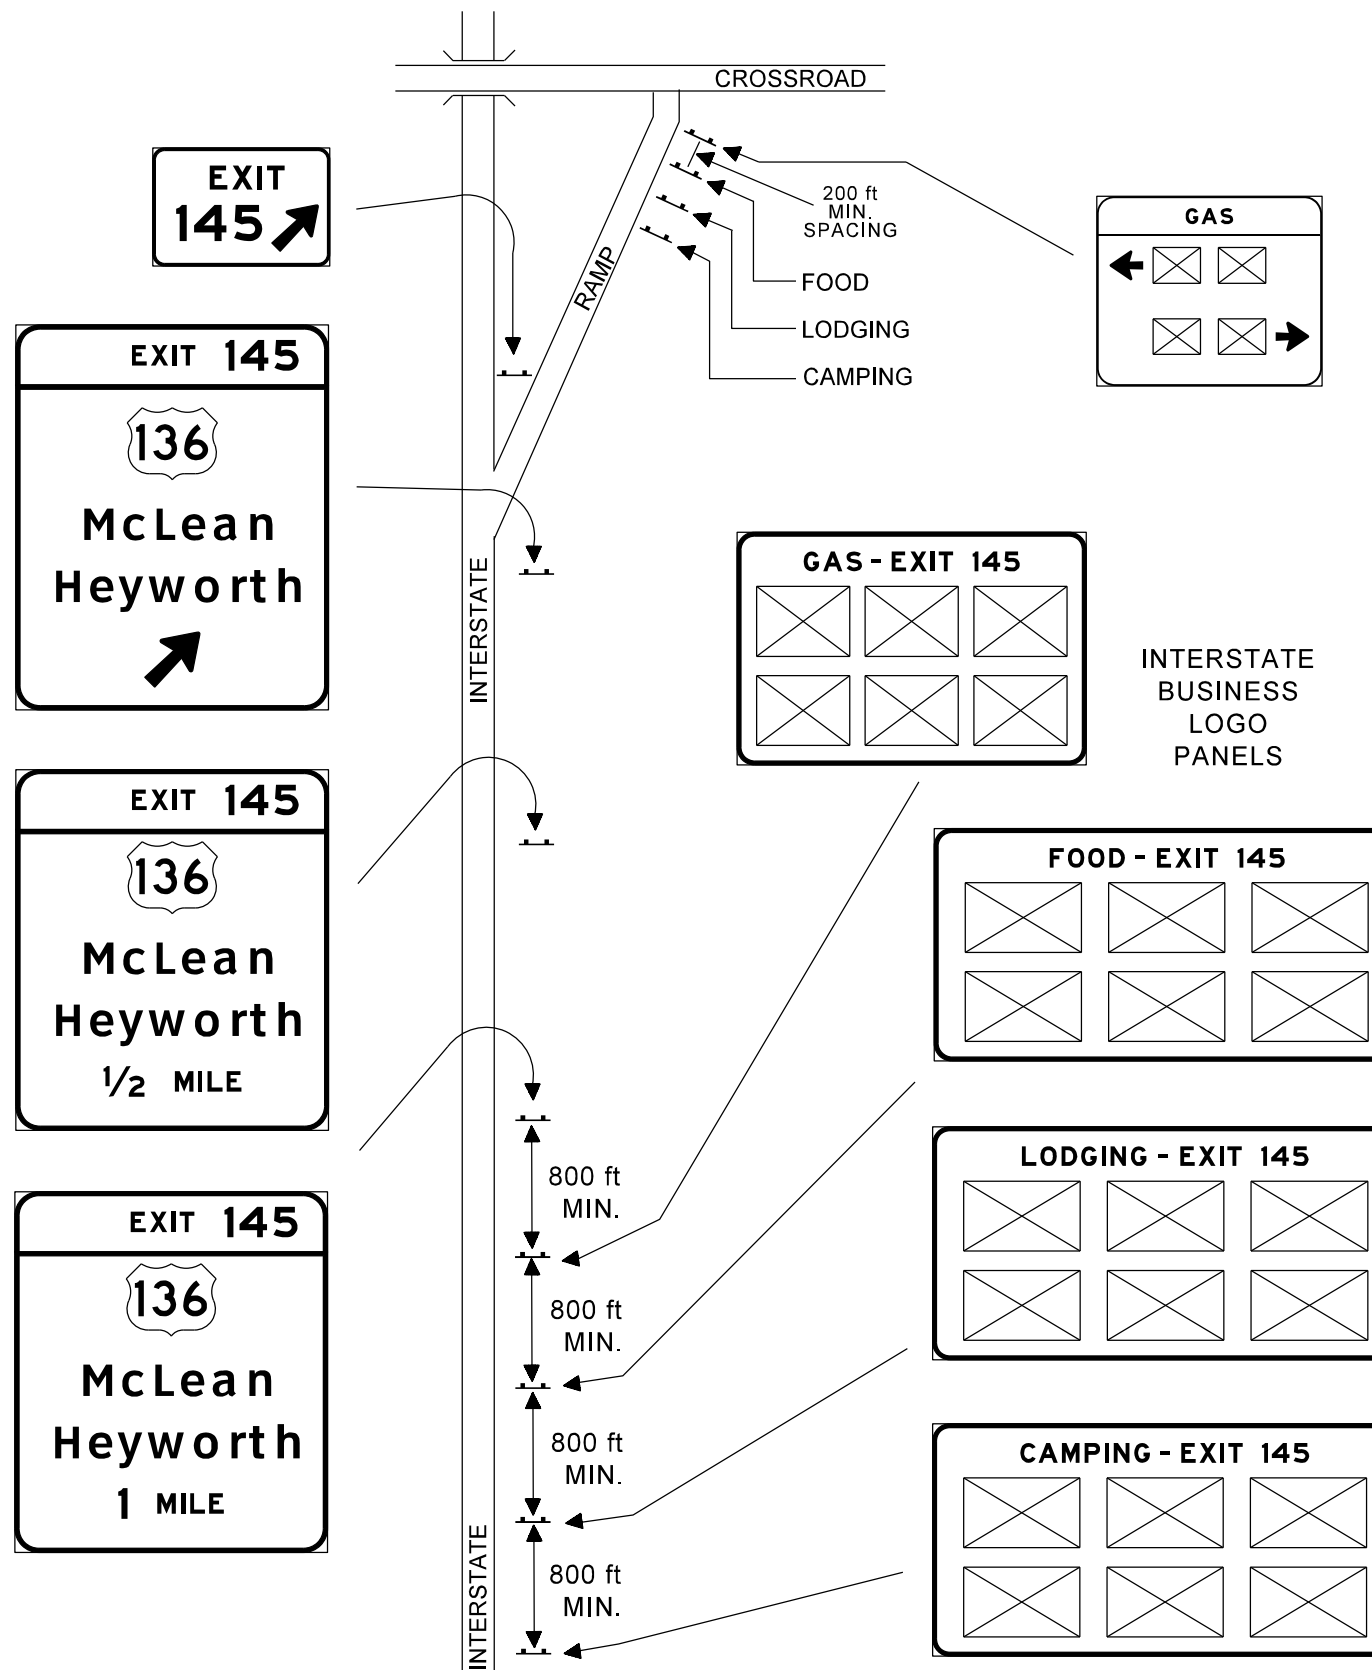 CROSSROAD
EXIT
145
200 ft
MIN.
SPACING
GAS
RAMP
FOOD
LODGING
CAMPING
EXIT 145
136
McLean
Heyworth
INTERSTATE
GAS - EXIT 145
INTERSTATE
BUSINESS
LOGO
PANELS
EXIT 145
136
McLean
Heyworth
1/2 MILE
FOOD - EXIT 145
LODGING - EXIT 145
800 ft
MIN.
EXIT 145
136
McLean
Heyworth
1 MILE
800 ft
MIN.
800 ft
MIN.
CAMPING - EXIT 145
INTERSTATE
800 ft
MIN.